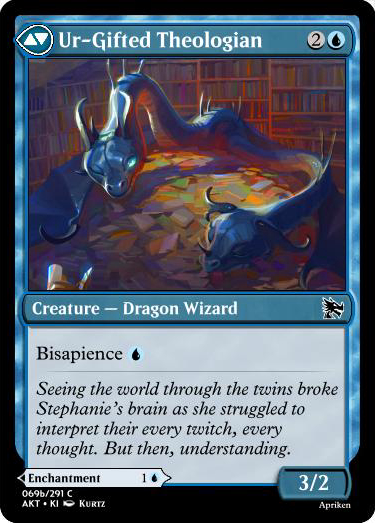 Ur-Gifted Theologian 2
Creature — Dragon Wizard
Bisapience
Seeing the world through the twins broke
Stephanie's brain as she struggled to
interpret their every twitch, every
thought. But then, understanding.
Enchantment 1
3/2
069b/291 C
AKT • KI Kurtz
Apriken